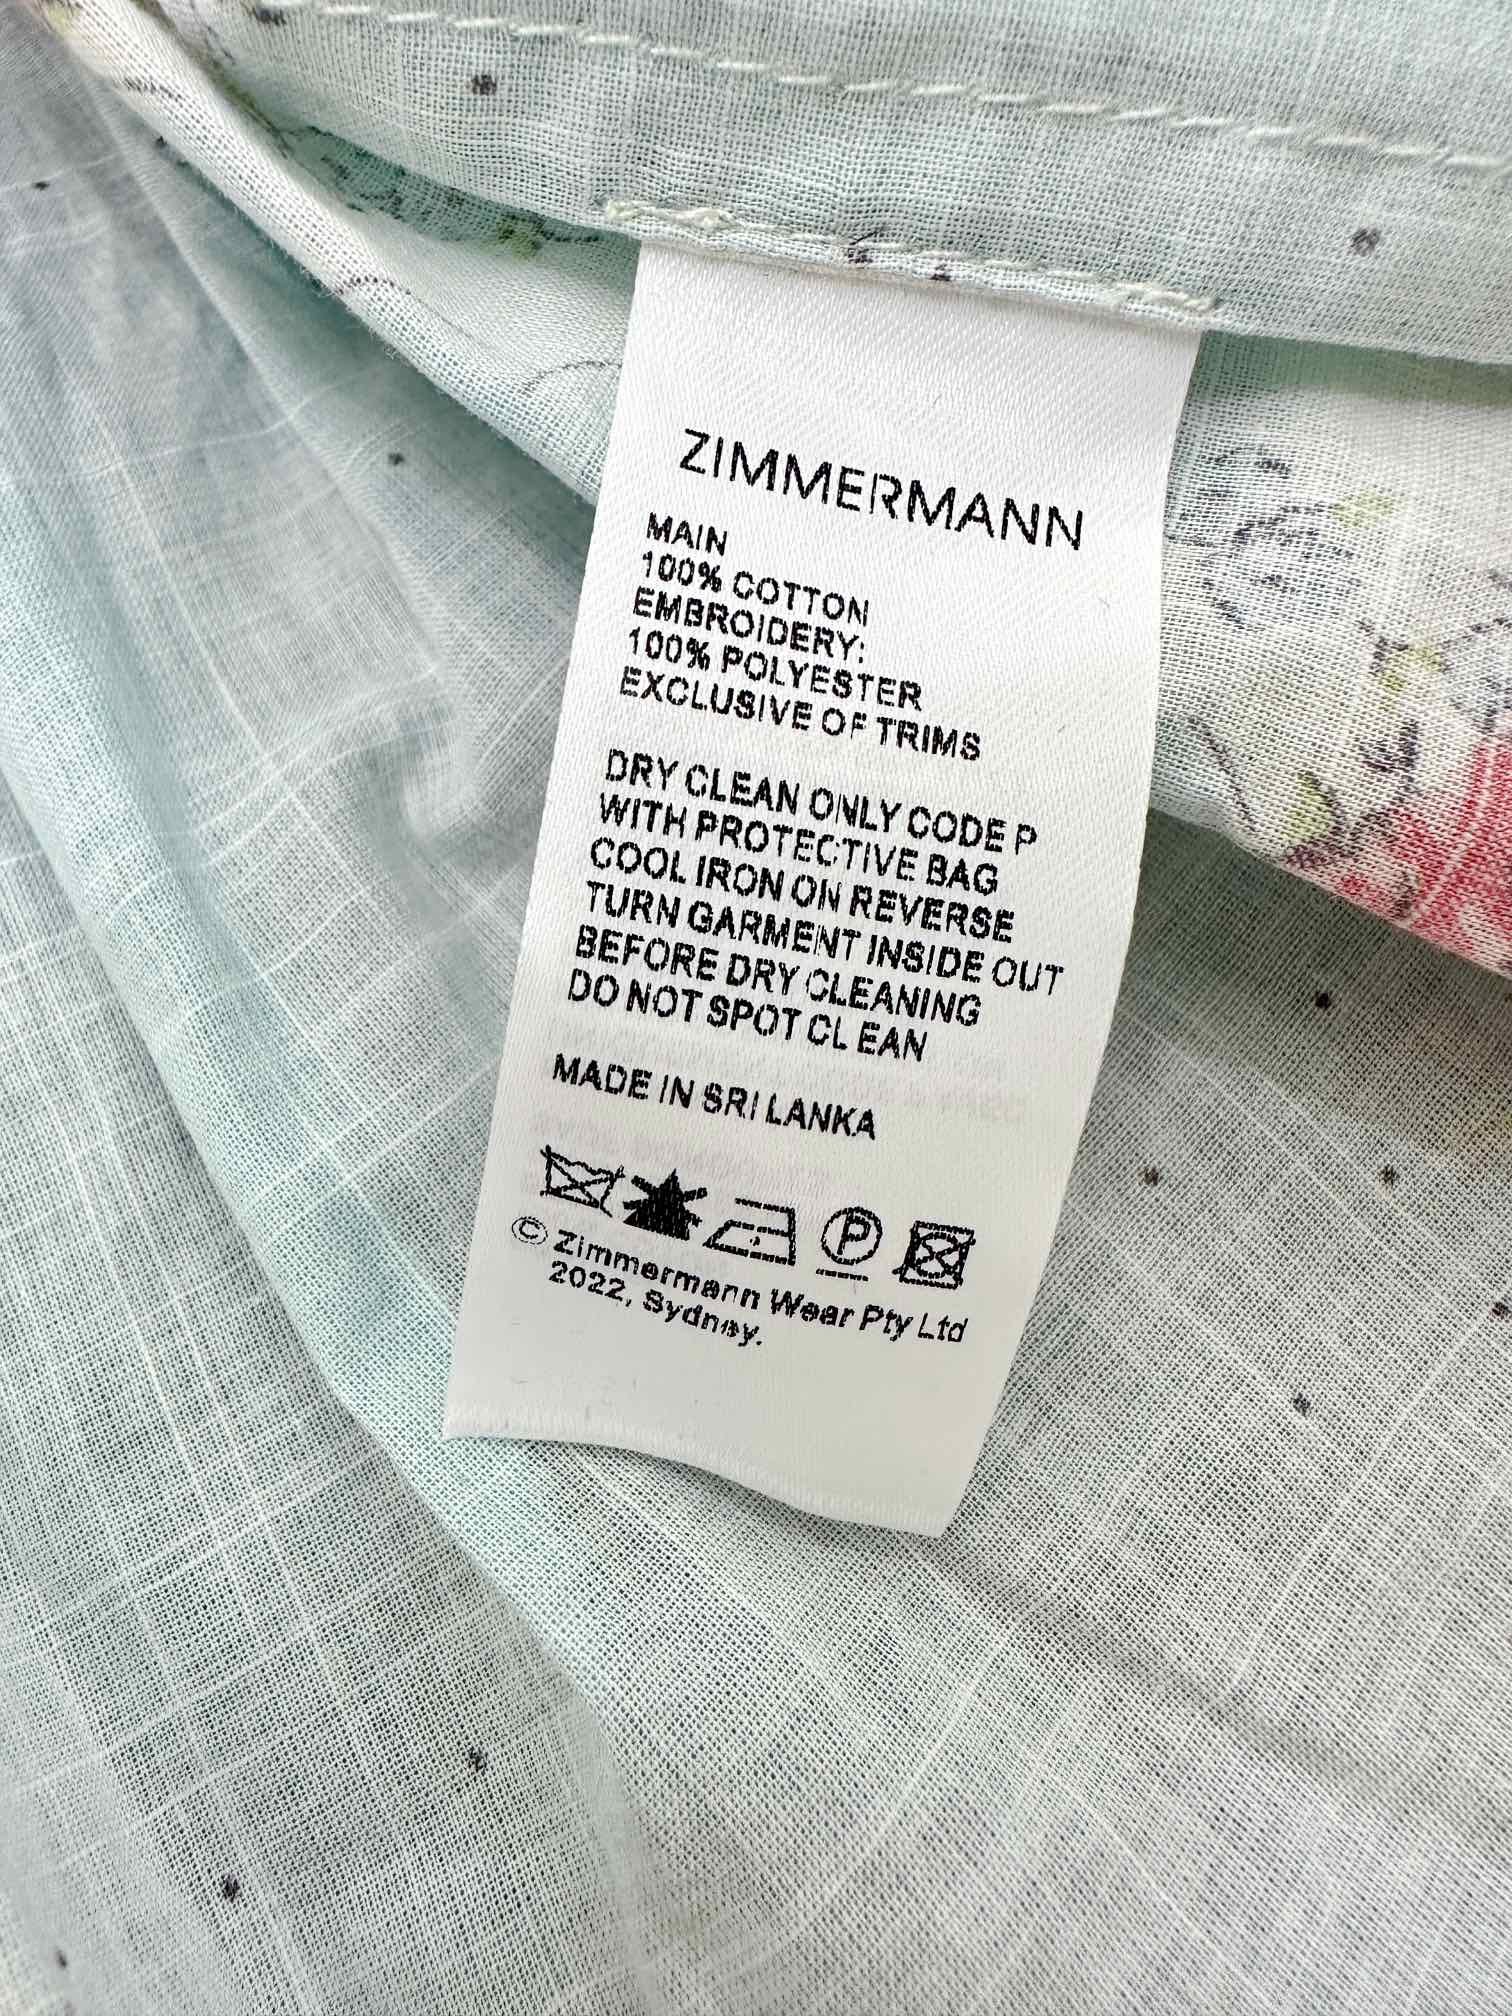 ZIMMERMANN
MAIN
100% COTTON
EMBROIDERY:
100% POLYESTER
EXCLUSIVE OF TRIMS
DRY CLEAN ONLY CODE P
WITH PROTECTIVE BAG
COOL IRON ON REVERSE
TURN GARMENT INSIDE OUT
BEFORE DRY CLEANING
DO NOT SPOT CLEAN
MADE IN SRI LANKA
P
© Zimmermann Wear Pty Ltd
2022, Sydney.